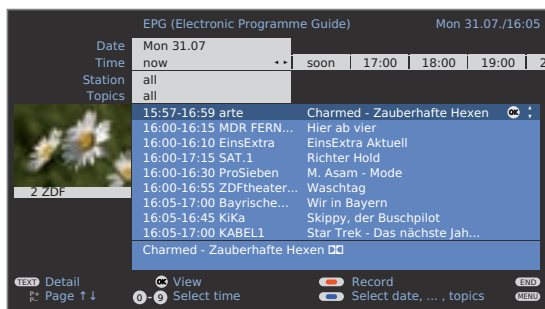 EPG (Electronic Programme Guide) Mon 31.07./16:05
Date Mon 31.07
Time now soon 17:00 18:00 19:00 2
Station all
Topics all
15:57-16:59 arte Charmed - Zauberhafte Hexen OK
16:00-16:15 MDR FERN... Hier ab vier
16:00-16:10 EinsExtra EinsExtra Aktuell
16:00-17:15 SAT.1 Richter Hold
16:00-16:30 ProSieben M. Asam - Mode
16:00-16:55 ZDFtheater... Waschtag
16:05-17:00 Bayrische... Wir in Bayern
16:05-16:45 KiKa Skippy, der Buschpilot
16:05-17:00 KABEL1 Star Trek - Das nächste Jah...
2 ZDF
Charmed - Zauberhafte Hexen
TEXT Detail OK View Record END
P+ P- Page ↑↓ 0-9 Select time Select date, ... , topics MENU